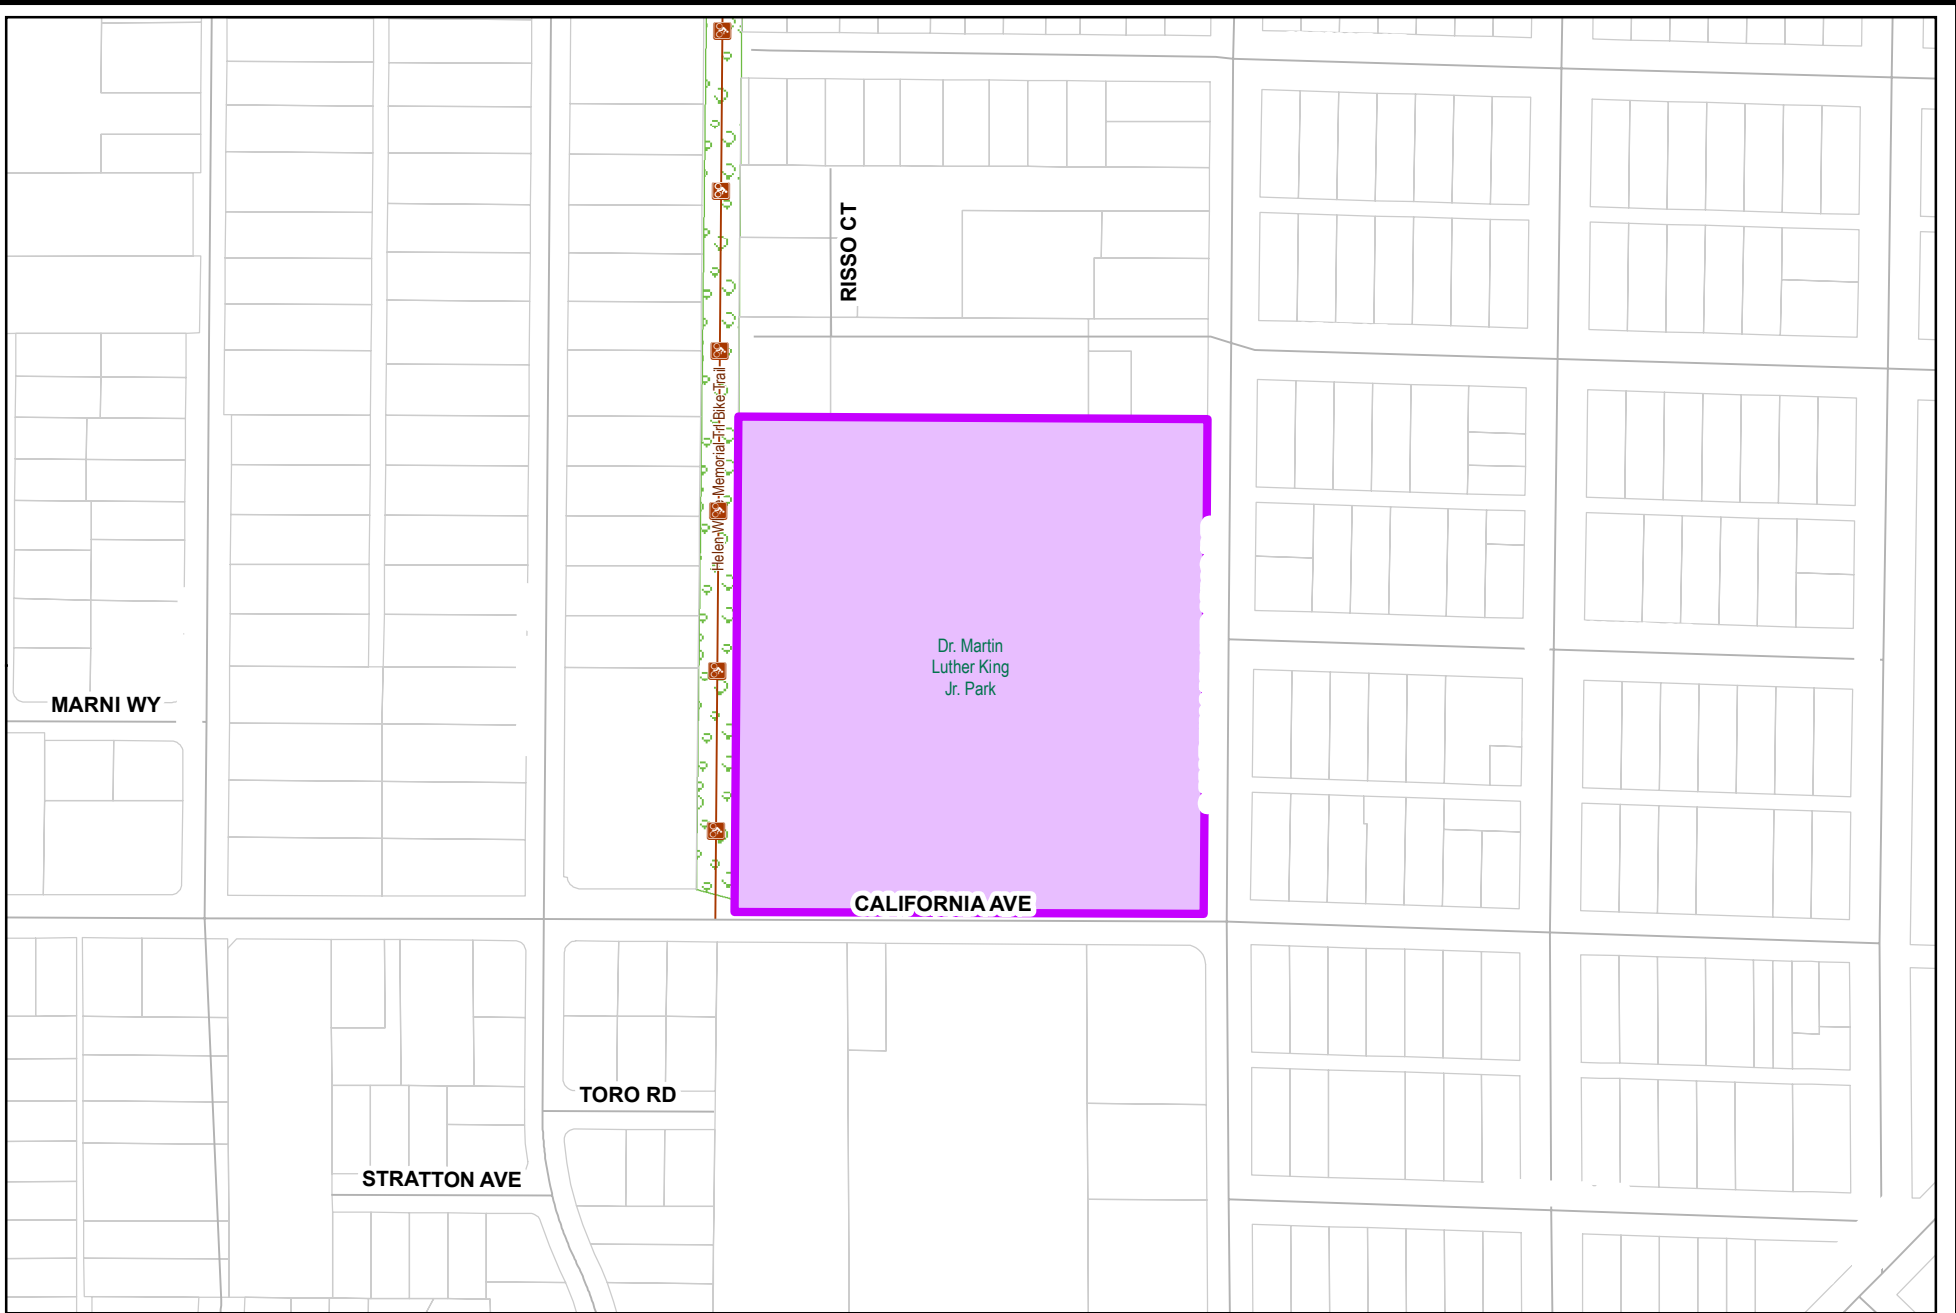 RISSO CT
Helen W e Memorial Tri Bike Trail
Dr. Martin
Luther King
Jr. Park
MARNI WY
CALIFORNIA AVE
TORO RD
STRATTON AVE